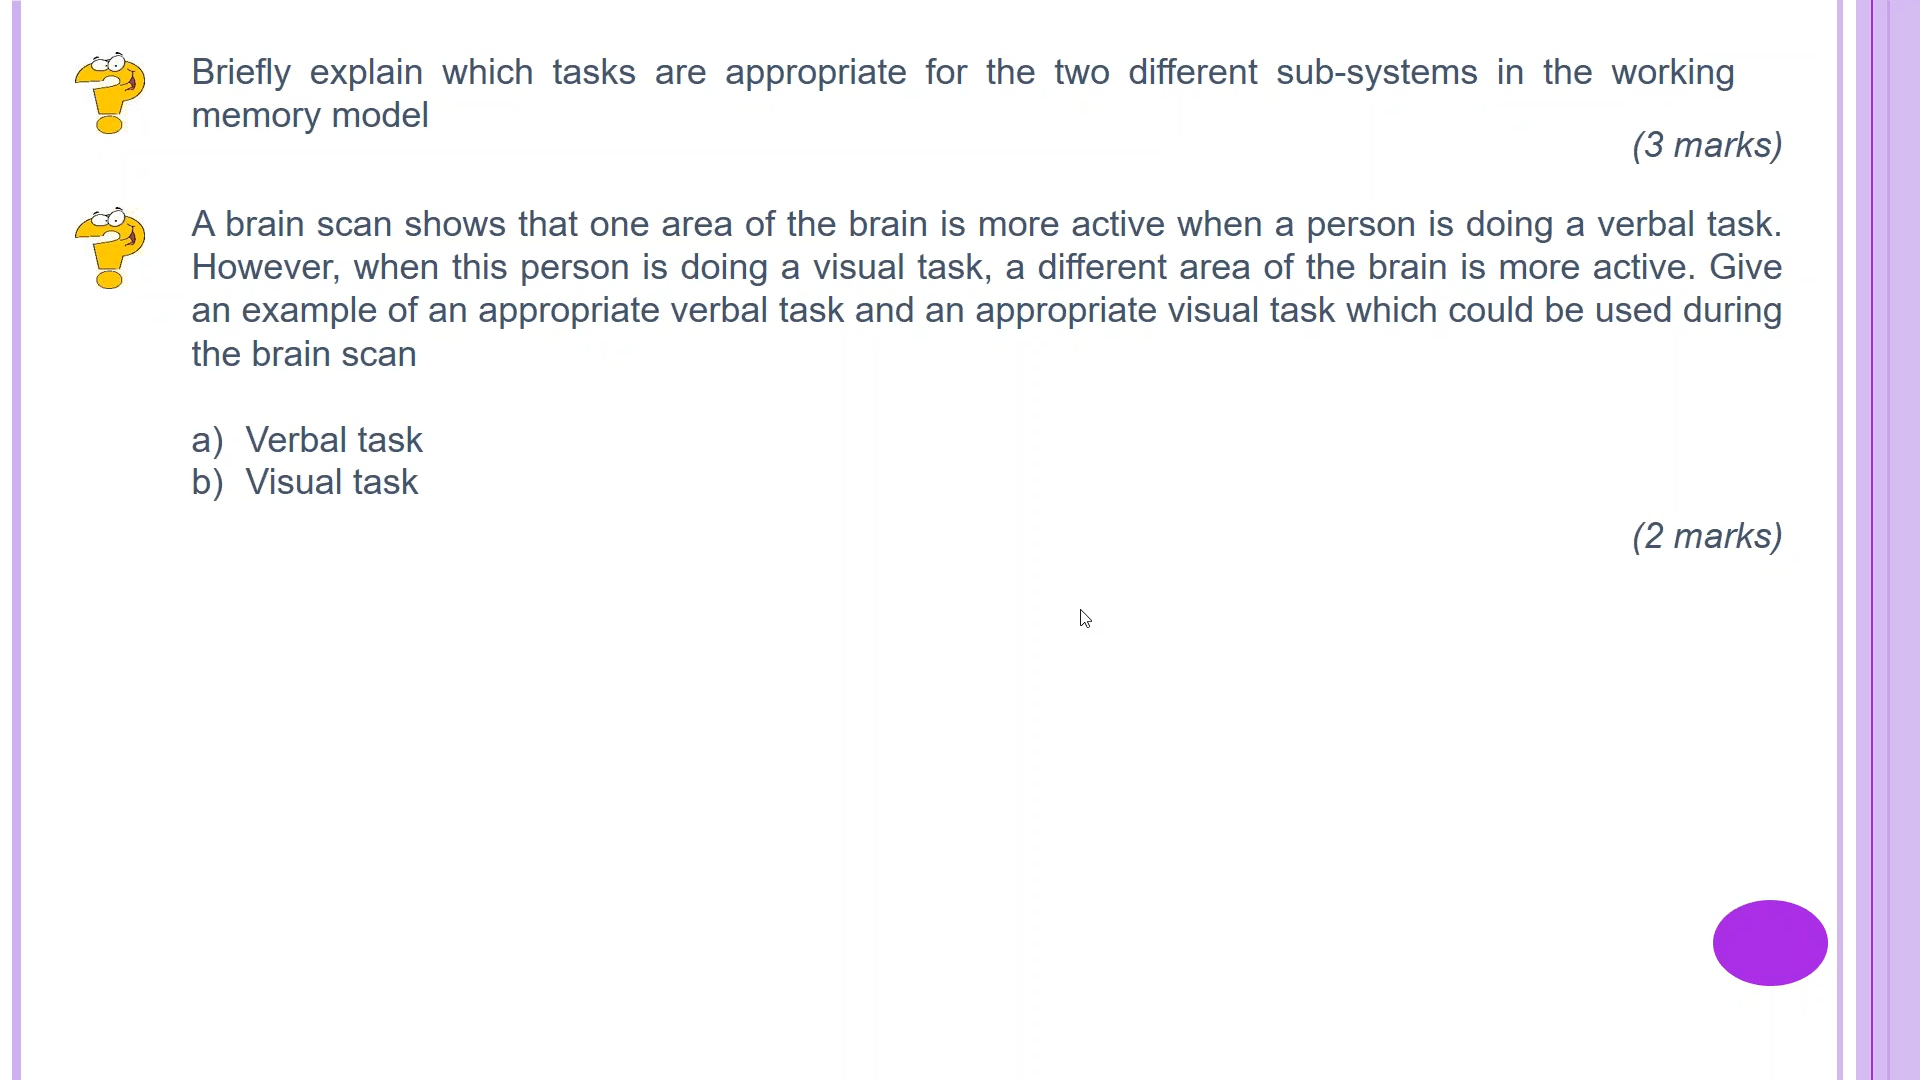 Briefly explain which tasks are appropriate for the two different sub-systems in the working
memory model
(3 marks)
A brain scan shows that one area of the brain is more active when a person is doing a verbal task.
However, when this person is doing a visual task, a different area of the brain is more active. Give
an example of an appropriate verbal task and an appropriate visual task which could be used during
the brain scan
a) Verbal task
b) Visual task
(2 marks)